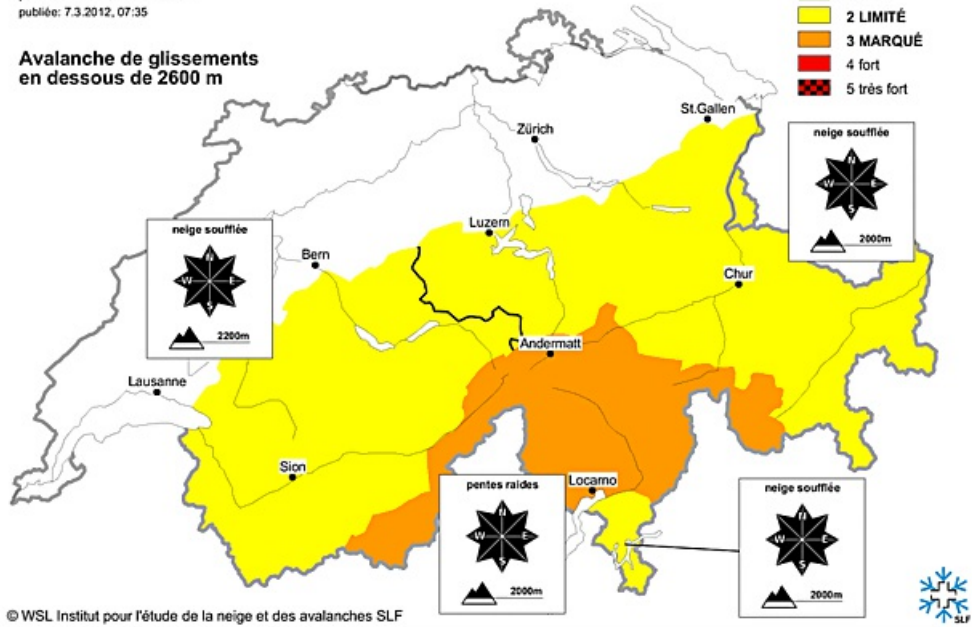 publiée: 7.3.2012, 07:35
Avalanche de glissements
en dessous de 2600 m
2 LIMITÉ
3 MARQUÉ
4 fort
5 très fort
St.Gallen
Zürich
neige soufflée
N
W E
S
2000m
Luzern
neige soufflée
N
W E
S
2200m
Bern
Chur
Andermatt
Lausanne
Sion
pentes raides
N
W E
S
2000m
Locarno
neige soufflée
N
W E
S
2000m
© WSL Institut pour l'étude de la neige et des avalanches SLF
SLF